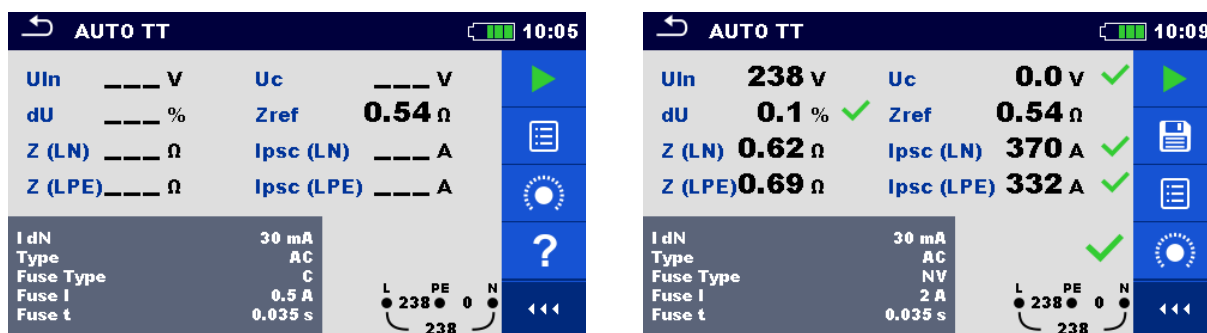 AUTO TT 10:05
Uln ___ V Uc ___ V
dU ___ % Zref 0.54 Ω
Z (LN) ___ Ω Ipsc (LN) ___ A
Z (LPE)___ Ω Ipsc (LPE) ___ A
I dN 30 mA
Type AC
Fuse Type C
Fuse I 0.5 A
Fuse t 0.035 s
L PE N
238 0
238
?
AUTO TT 10:09
Uln 238 V Uc 0.0 V
dU 0.1 % Zref 0.54 Ω
Z (LN) 0.62 Ω Ipsc (LN) 370 A
Z (LPE)0.69 Ω Ipsc (LPE) 332 A
I dN 30 mA
Type AC
Fuse Type NV
Fuse I 2 A
Fuse t 0.035 s
L PE N
238 0
238